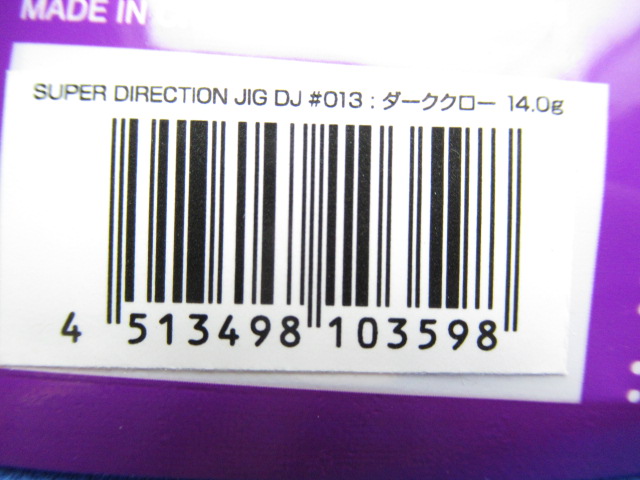 MADE IN
SUPER DIRECTION JIG DJ #013 : ダーククロー 14.0g
4 513498 103598